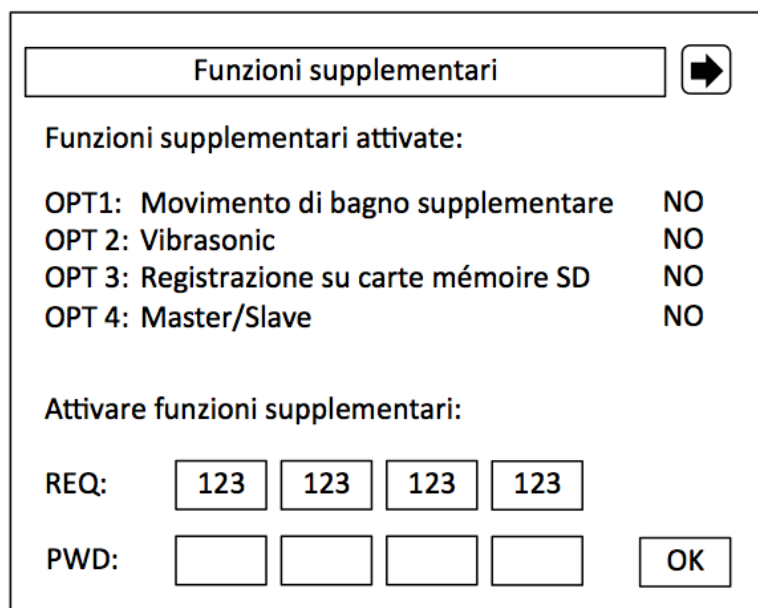 Funzioni supplementari
Funzioni supplementari attivate:
OPT1: Movimento di bagno supplementare NO
OPT 2: Vibrasonic NO
OPT 3: Registrazione su carte mémoire SD NO
OPT 4: Master/Slave NO
Attivare funzioni supplementari:
REQ: 123 123 123 123
PWD: OK